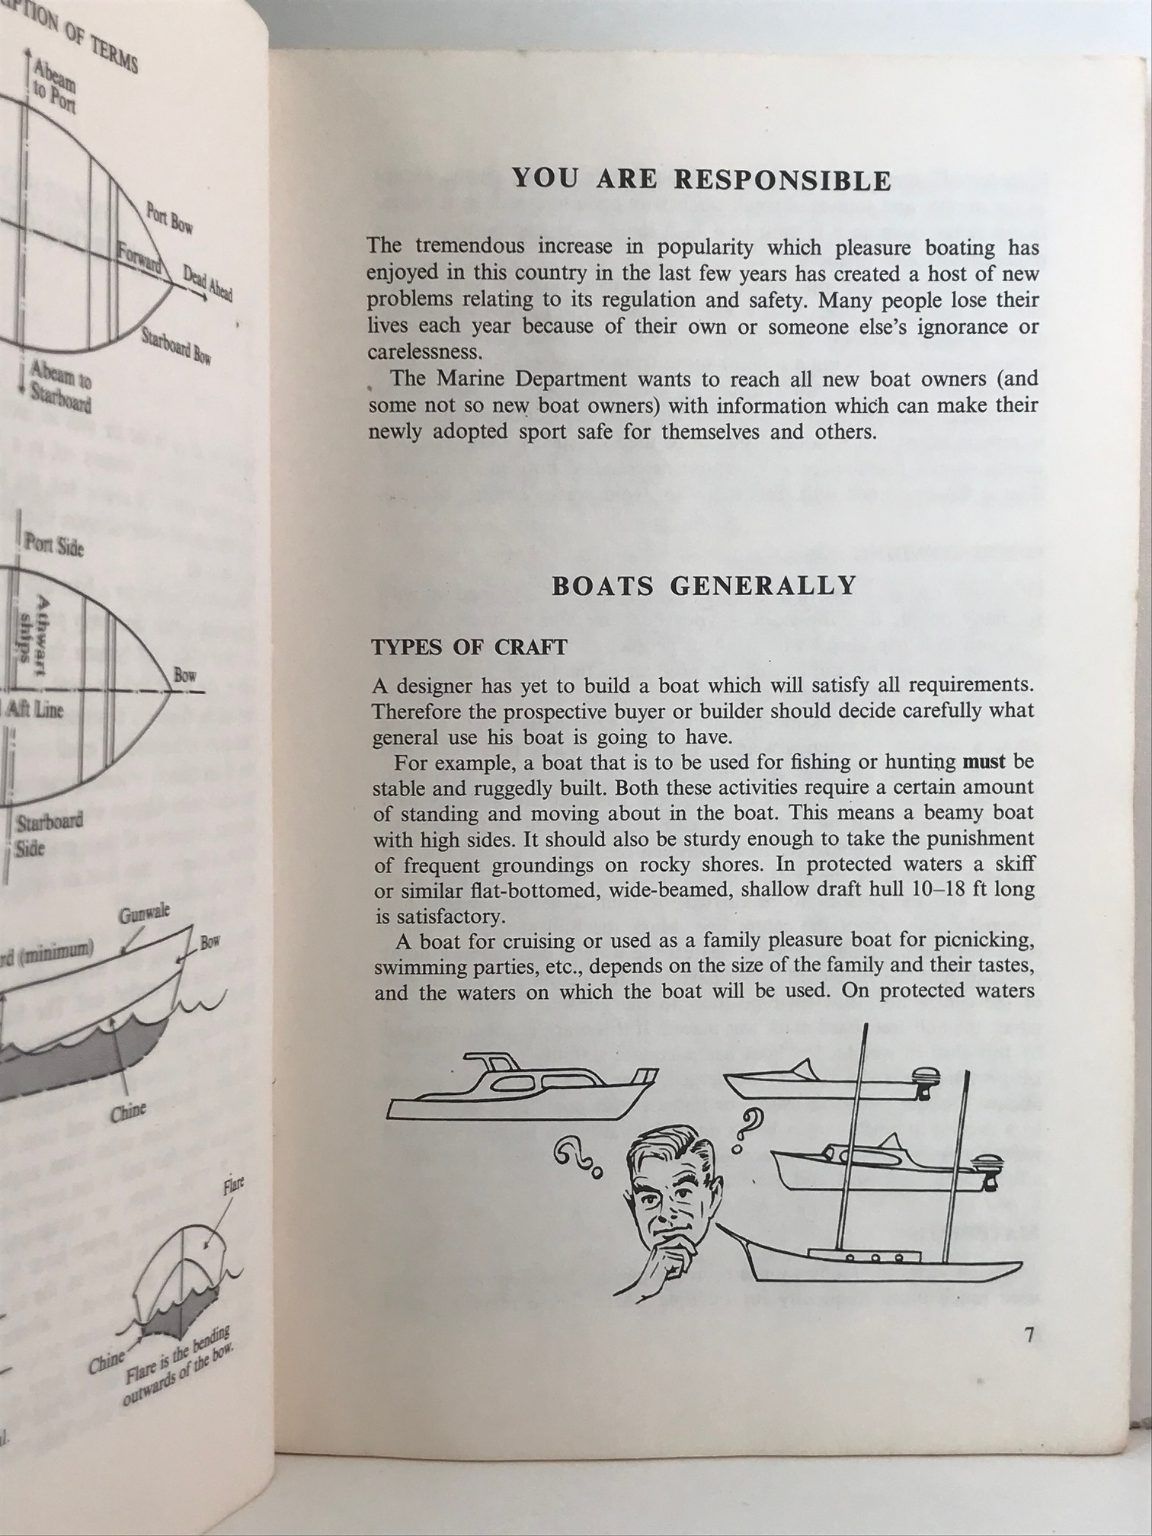 OF TERMS
Abeam
to Port
Port Bow
Forward
Dead Ahead
Starboard Bow
Abeam to
Starboard
Port Side
Athwart
ships
Bow
Aft Line
Starboard
Side
Gunwale
(minimum)
Bow
Chine
Flare
Chine
Flare is the bending
outwards of the bow.
YOU ARE RESPONSIBLE
The tremendous increase in popularity which pleasure boating has
enjoyed in this country in the last few years has created a host of new
problems relating to its regulation and safety. Many people lose their
lives each year because of their own or someone else’s ignorance or
carelessness.
The Marine Department wants to reach all new boat owners (and
some not so new boat owners) with information which can make their
newly adopted sport safe for themselves and others.
BOATS GENERALLY
TYPES OF CRAFT
A designer has yet to build a boat which will satisfy all requirements.
Therefore the prospective buyer or builder should decide carefully what
general use his boat is going to have.
For example, a boat that is to be used for fishing or hunting must be
stable and ruggedly built. Both these activities require a certain amount
of standing and moving about in the boat. This means a beamy boat
with high sides. It should also be sturdy enough to take the punishment
of frequent groundings on rocky shores. In protected waters a skiff
or similar flat-bottomed, wide-beamed, shallow draft hull 10–18 ft long
is satisfactory.
A boat for cruising or used as a family pleasure boat for picnicking,
swimming parties, etc., depends on the size of the family and their tastes,
and the waters on which the boat will be used. On protected waters
?
?
7